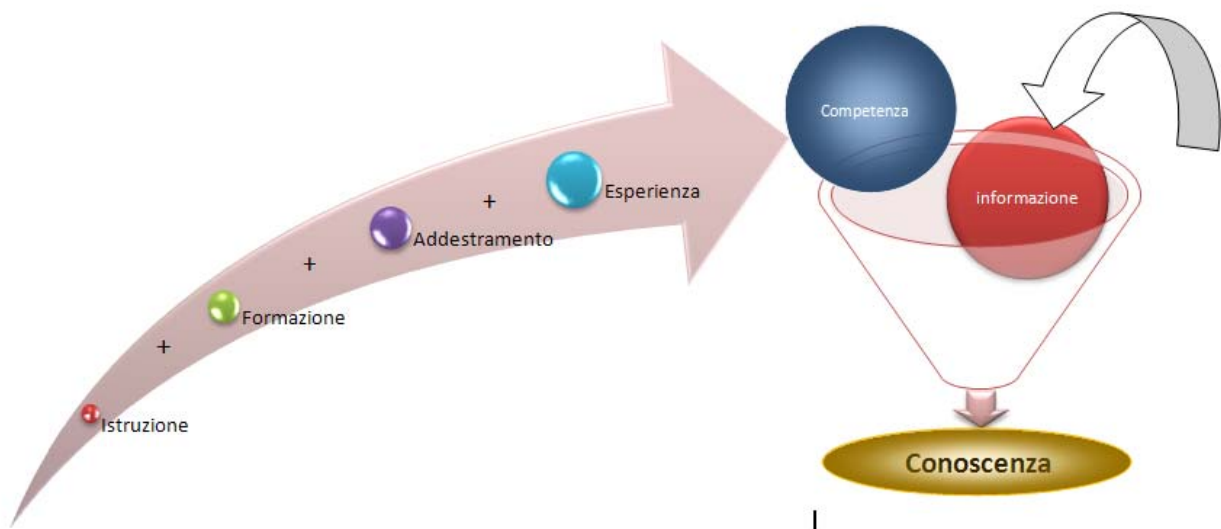 Istruzione
+
Formazione
+
Addestramento
+
Esperienza
Competenza
informazione
Conoscenza